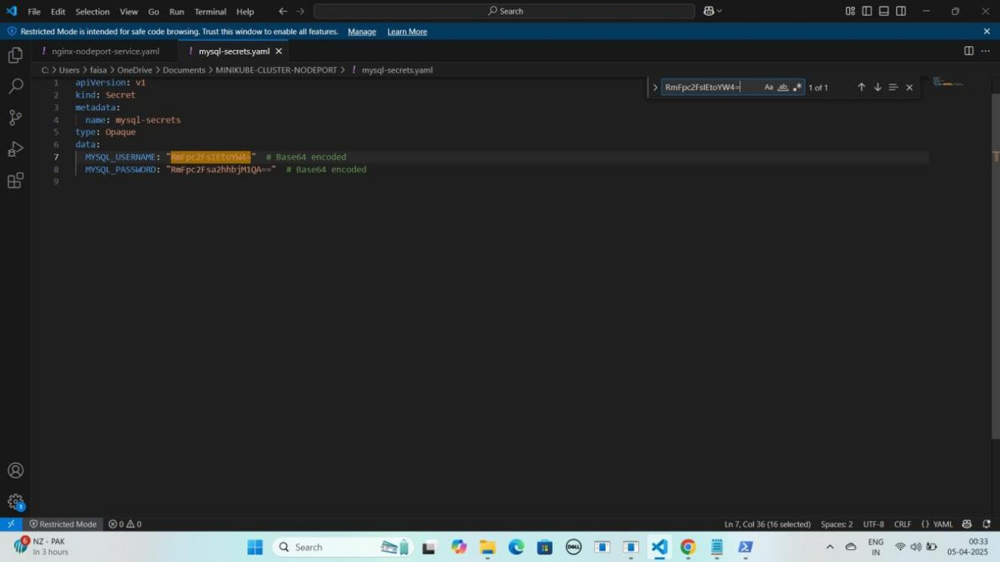 File Edit Selection View Go Run Terminal Help Search
Restricted Mode is intended for safe code browsing. Trust this window to enable all features. Manage Learn More
! nginx-nodeport-service.yaml ! mysql-secrets.yaml
C: > Users > faisa > OneDrive > Documents > MINIKUBE-CLUSTER-NODEPORT > ! mysql-secrets.yaml
RmFpc2FsIEtoYW4= Aa ab 1 of 1
1 apiVersion: v1
2 kind: Secret
3 metadata:
4 name: mysql-secrets
5 type: Opaque
6 data:
7 MYSQL_USERNAME: "RmFpc2FsIEtoYW4=" # Base64 encoded
8 MYSQL_PASSWORD: "RmFpc2Fsa2hhbjM1QA==" # Base64 encoded
9
1
Restricted Mode 0 0 Ln 7, Col 36 (16 selected) Spaces: 2 UTF-8 CRLF {} YAML
6 NZ - PAK
In 3 hours
Search
DELL
ENG
IN
00:33
05-04-2025